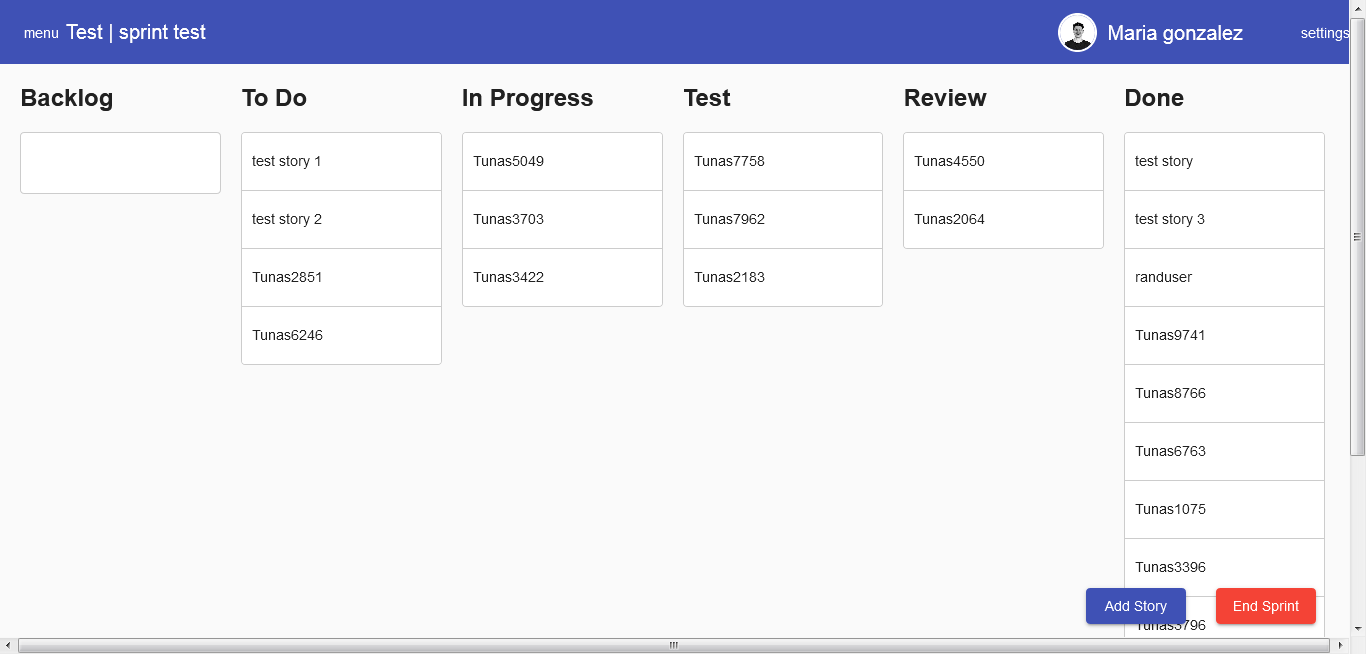 menu Test | sprint test
Maria gonzalez
settings
Backlog
To Do
test story 1
test story 2
Tunas2851
Tunas6246
In Progress
Tunas5049
Tunas3703
Tunas3422
Test
Tunas7758
Tunas7962
Tunas2183
Review
Tunas4550
Tunas2064
Done
test story
test story 3
randuser
Tunas9741
Tunas8766
Tunas6763
Tunas1075
Tunas3396
Tunas3796
Add Story
End Sprint